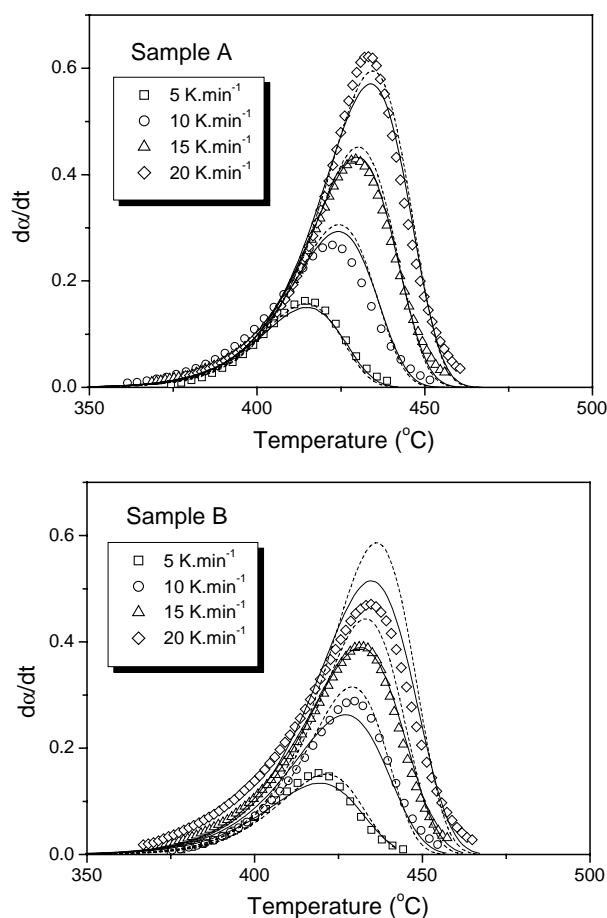 Sample A
5 K.min⁻¹
10 K.min⁻¹
15 K.min⁻¹
20 K.min⁻¹
dα/dt
0.6
0.4
0.2
0.0
350
400
450
500
Temperature (°C)
Sample B
5 K.min⁻¹
10 K.min⁻¹
15 K.min⁻¹
20 K.min⁻¹
dα/dt
0.6
0.4
0.2
0.0
350
400
450
500
Temperature (°C)